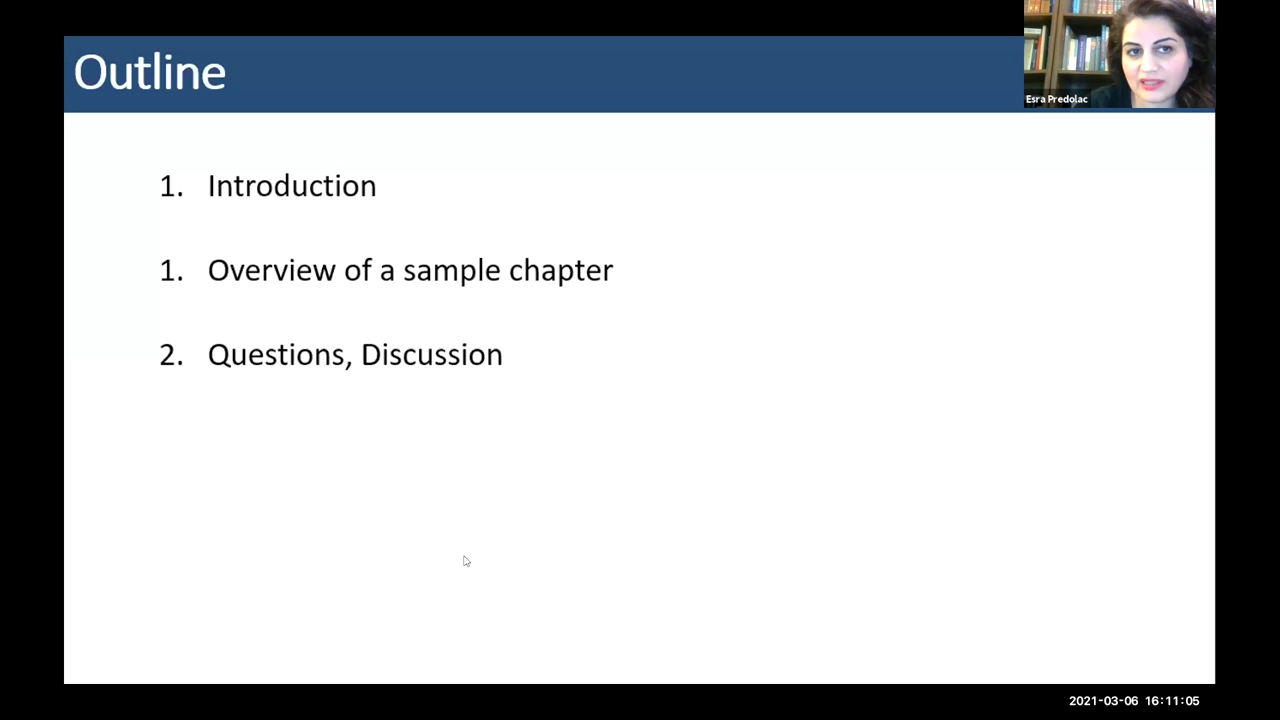 Outline
Esra Predolac
1. Introduction
1. Overview of a sample chapter
2. Questions, Discussion
2021-03-06 16:11:05